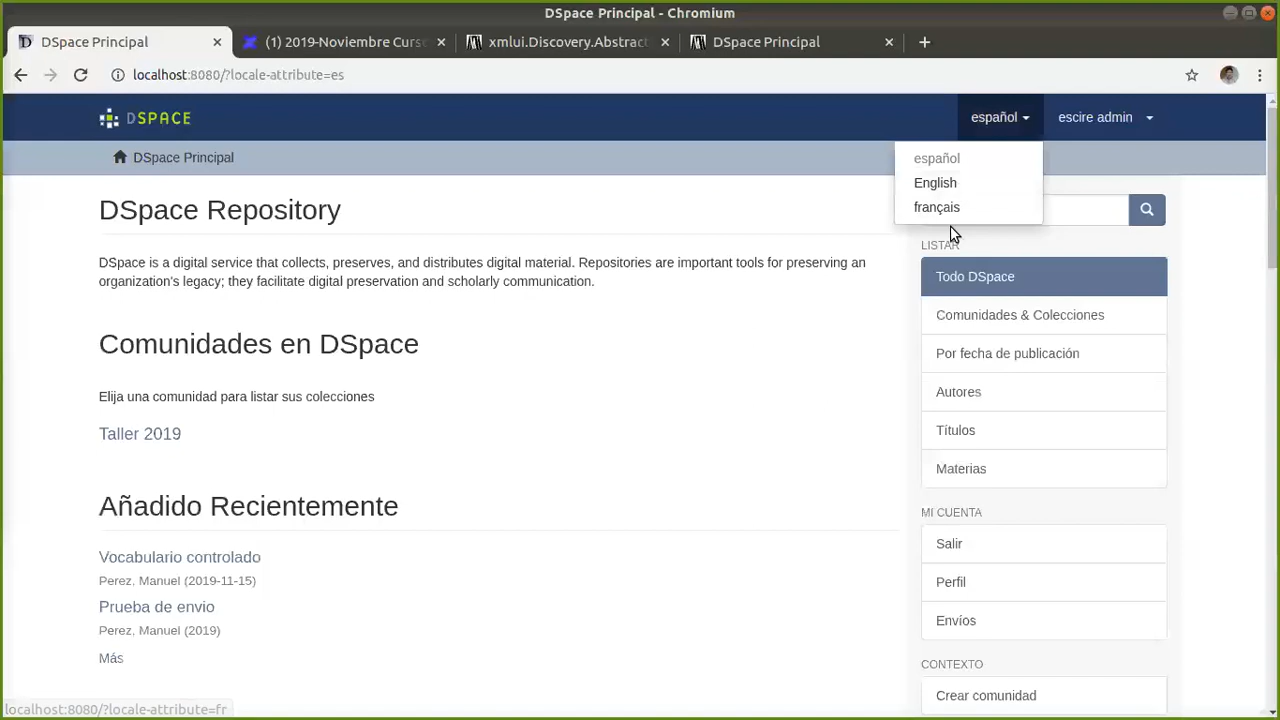 DSpace Principal - Chromium
DSpace Principal
(1) 2019-Noviembre Curs
xmlui.Discovery.Abstract
DSpace Principal
localhost:8080/?locale-attribute=es
DSPACE
español
escire admin
DSpace Principal
español
English
français
DSpace Repository
DSpace is a digital service that collects, preserves, and distributes digital material. Repositories are important tools for preserving an
organization's legacy; they facilitate digital preservation and scholarly communication.
Comunidades en DSpace
Elija una comunidad para listar sus colecciones
Taller 2019
Añadido Recientemente
Vocabulario controlado
Perez, Manuel (2019-11-15)
Prueba de envio
Perez, Manuel (2019)
Más
LISTAR
Todo DSpace
Comunidades & Colecciones
Por fecha de publicación
Autores
Títulos
Materias
MI CUENTA
Salir
Perfil
Envíos
CONTEXTO
Crear comunidad
localhost:8080/?locale-attribute=fr